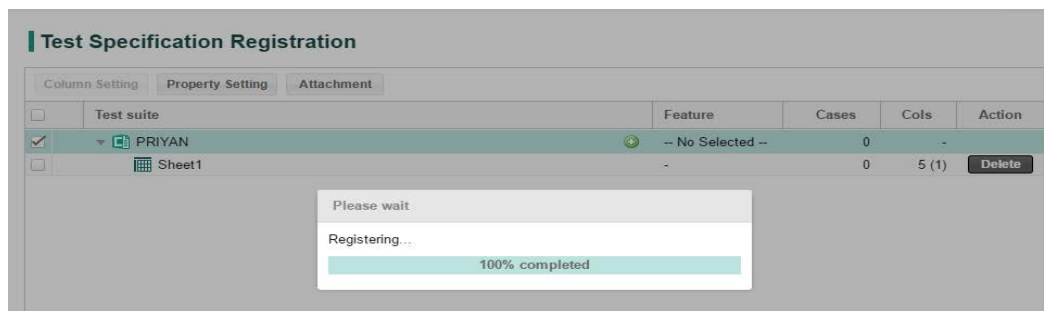 Test Specification Registration
Column Setting Property Setting Attachment
Test suite Feature Cases Cols Action
PRIYAN -- No Selected -- 0 -
Sheet1 - 0 5 (1) Delete
Please wait
Registering...
100% completed